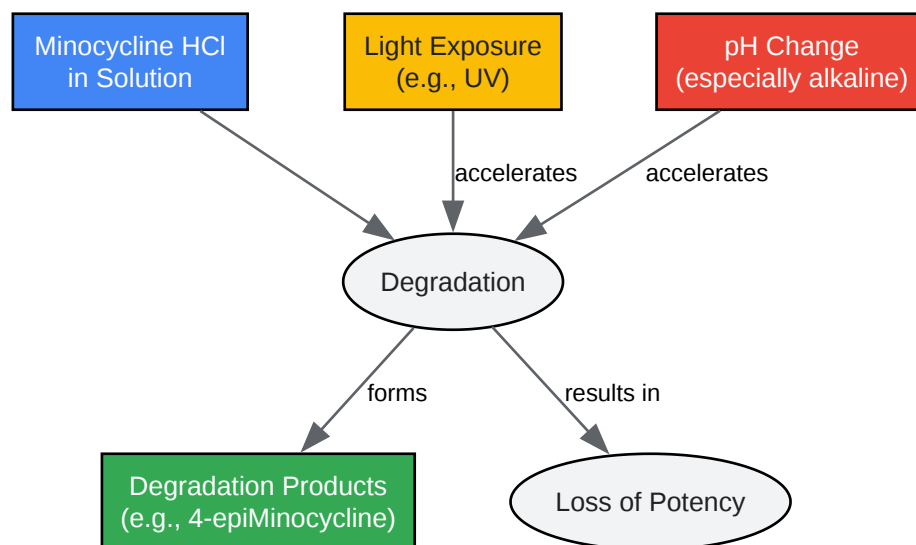 Minocycline HCl
in Solution
Light Exposure
(e.g., UV)
pH Change
(especially alkaline)
accelerates
accelerates
Degradation
forms
results in
Degradation Products
(e.g., 4-epiMinocycline)
Loss of Potency